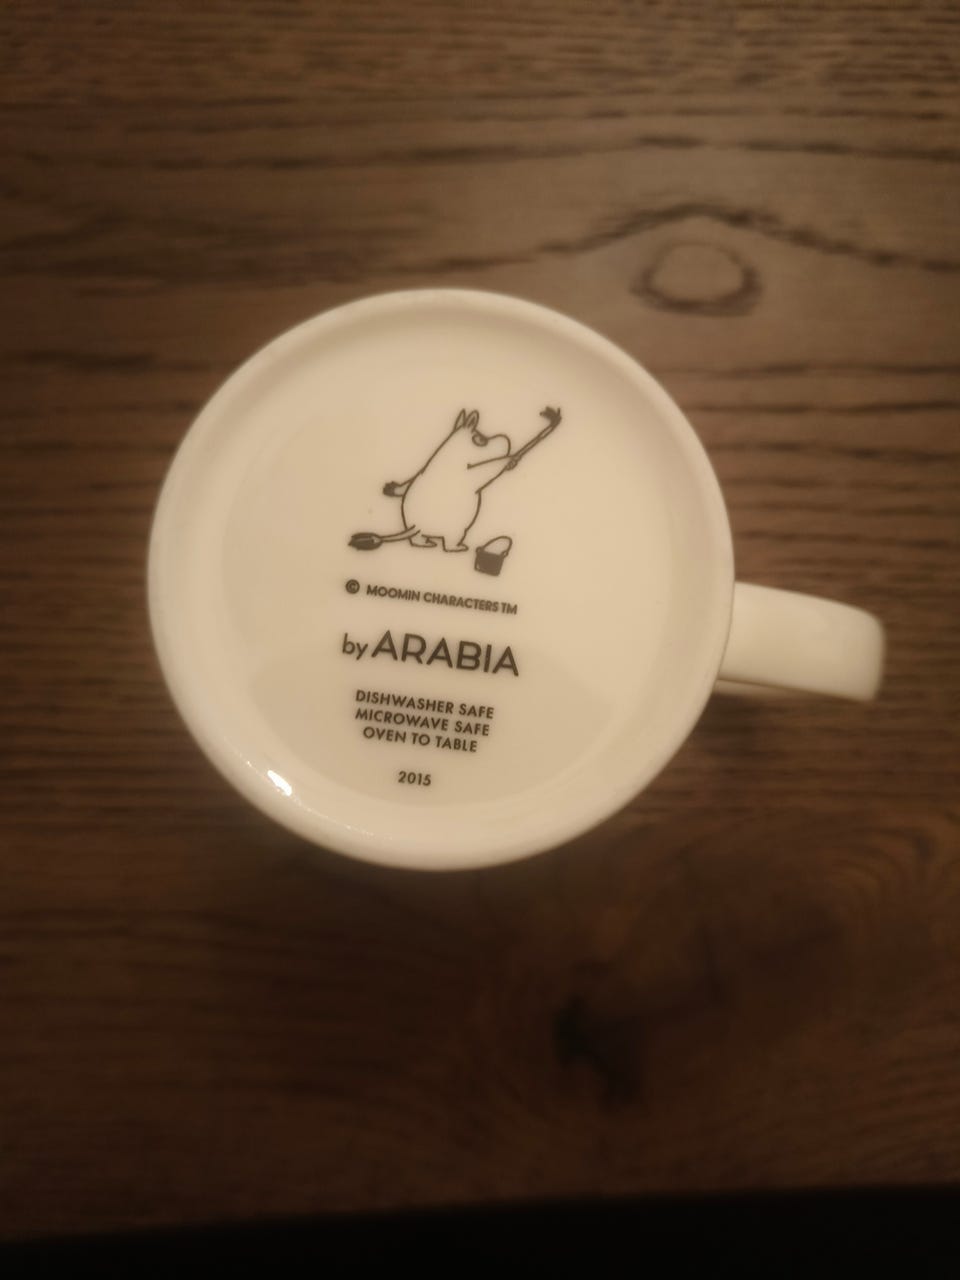 © MOOMIN CHARACTERS TM
by ARABIA
DISHWASHER SAFE
MICROWAVE SAFE
OVEN TO TABLE
2015